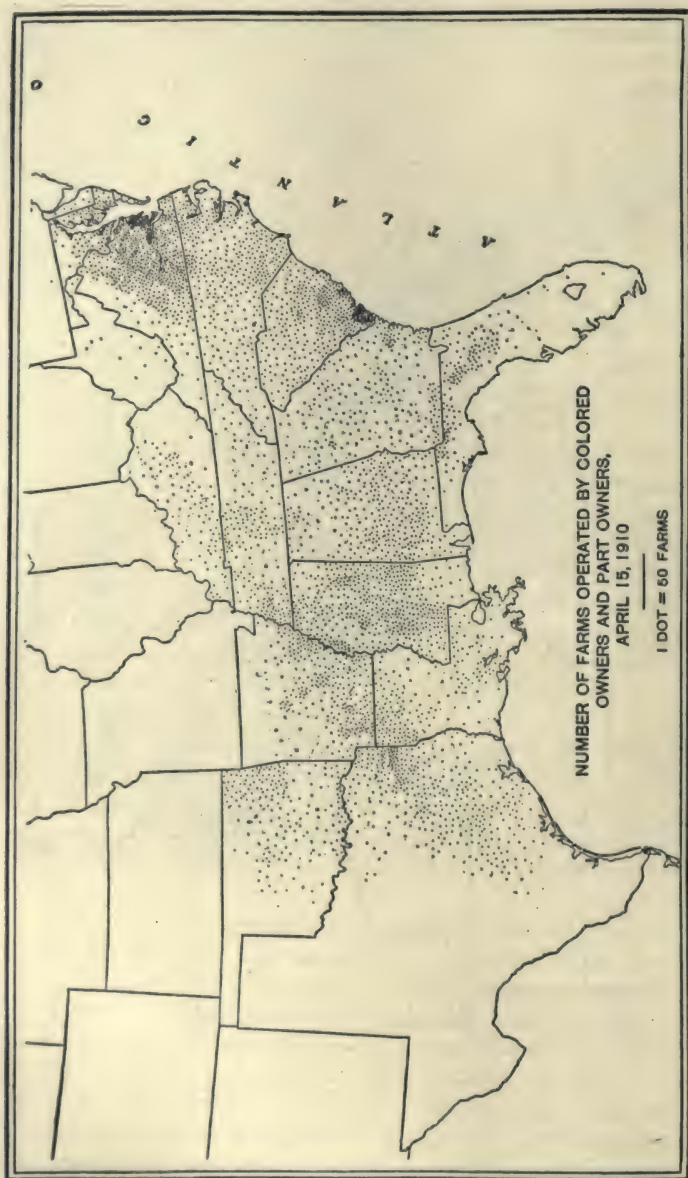 ATLANTIC O
NUMBER OF FARMS OPERATED BY COLORED
OWNERS AND PART OWNERS,
APRIL 15, 1910
1 DOT = 50 FARMS